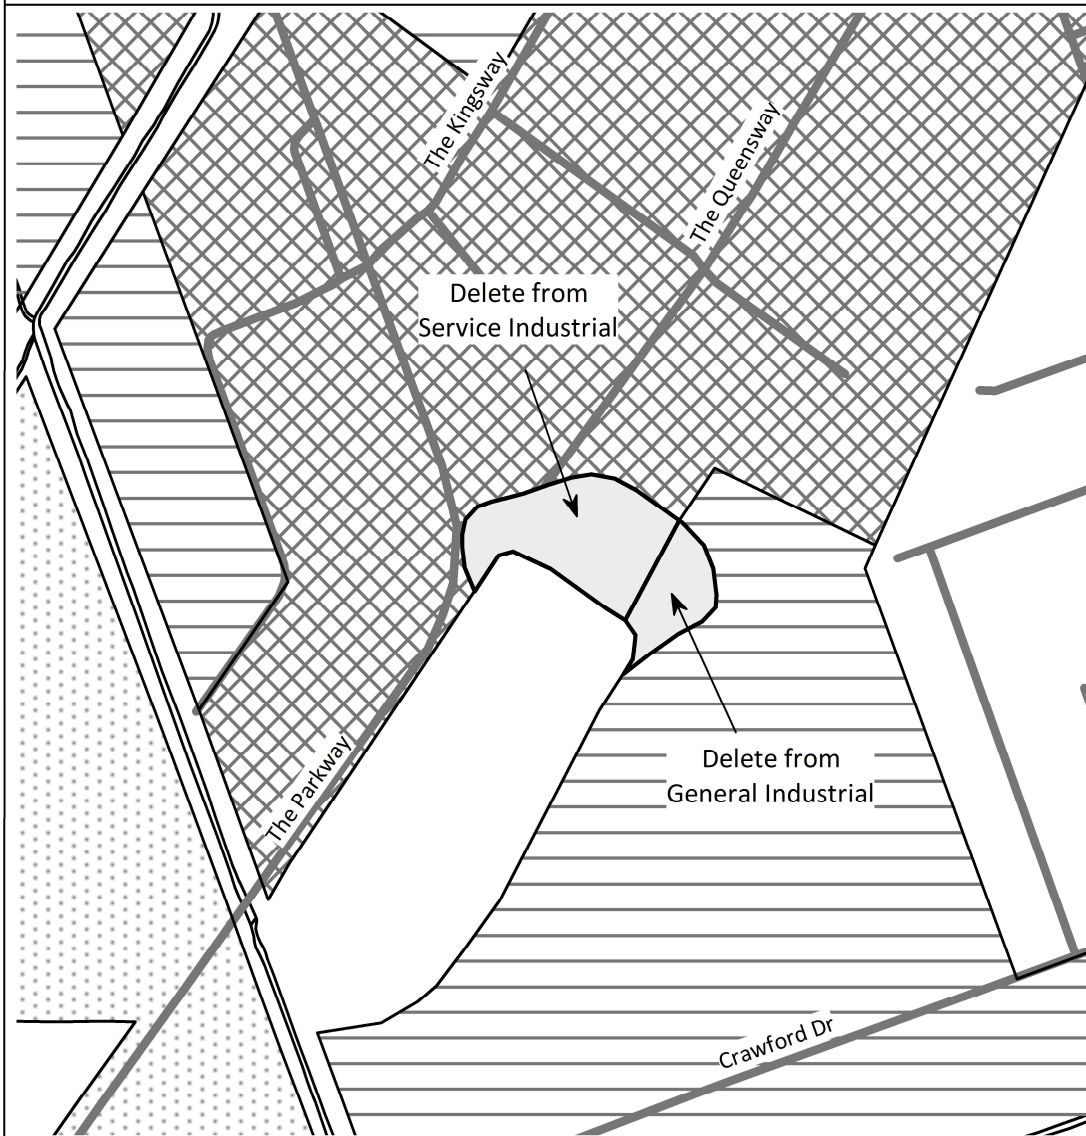 The Kingsway
The Queensway
Delete from
Service Industrial
The Parkway
Delete from
General Industrial
Crawford Dr